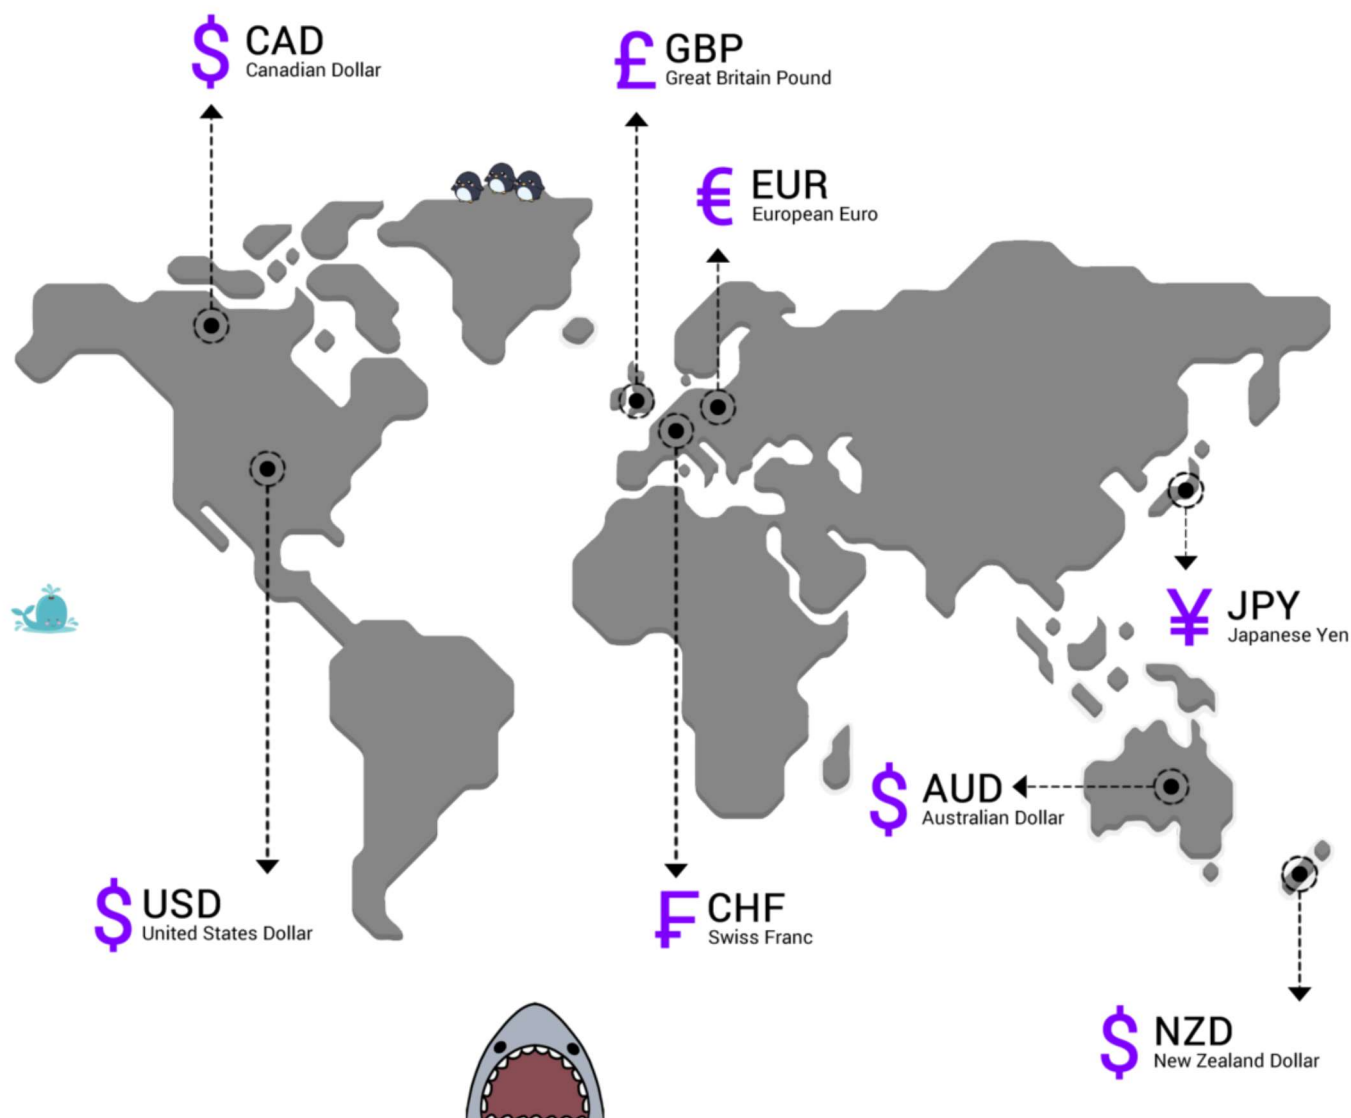 $ CAD
Canadian Dollar
£ GBP
Great Britain Pound
€ EUR
European Euro
¥ JPY
Japanese Yen
$ AUD
Australian Dollar
$ USD
United States Dollar
₣ CHF
Swiss Franc
$ NZD
New Zealand Dollar